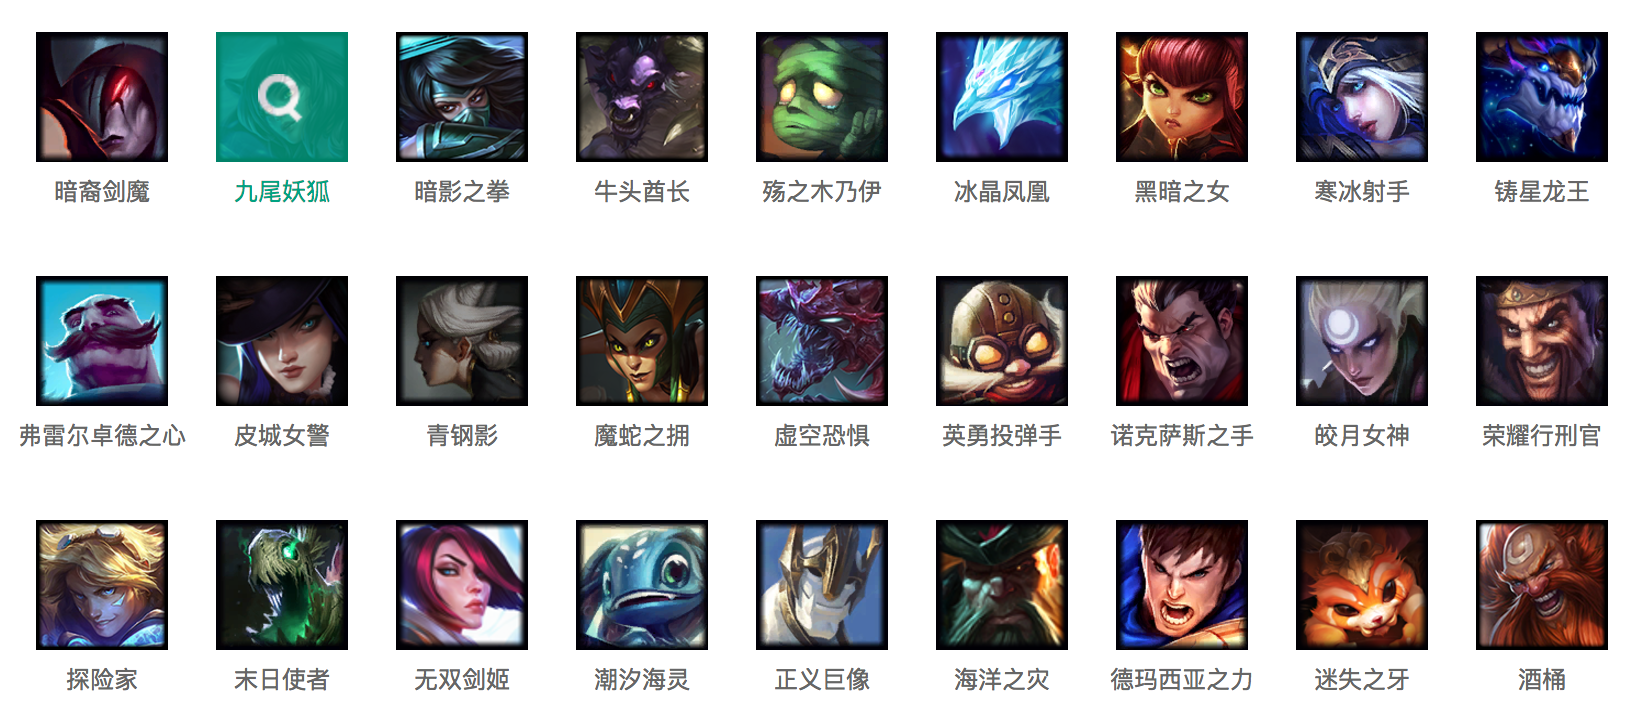 暗裔剑魔
九尾妖狐
暗影之拳
牛头酋长
殇之木乃伊
冰晶凤凰
黑暗之女
寒冰射手
铸星龙王
弗雷尔卓德之心
皮城女警
青钢影
魔蛇之拥
虚空恐惧
英勇投弹手
诺克萨斯之手
皎月女神
荣耀行刑官
探险家
末日使者
无双剑姬
潮汐海灵
正义巨像
海洋之灾
德玛西亚之力
迷失之牙
酒桶